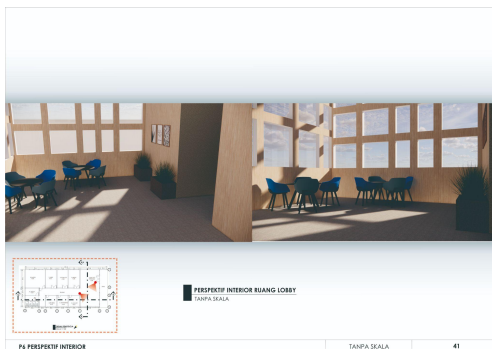 PERSPEKTIF INTERIOR RUANG LOBBY
TANPA SKALA
P6 PERSPEKTIF INTERIOR
TANPA SKALA
41